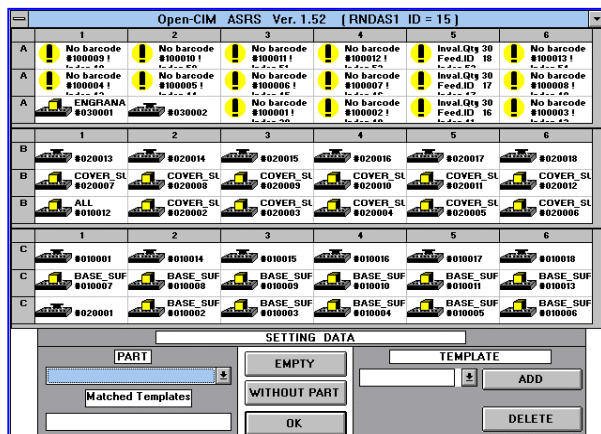 Open-CIM ASRS Ver. 1.52 ( RNDAS1 ID = 15 )
1 2 3 4 5 6
A No barcode No barcode No barcode No barcode Inval.Qty 30 No barcode
#100009 ! #100010 ! #100011 ! #100012 ! Feed.ID 18 #100013 !
A No barcode No barcode No barcode No barcode Inval.Qty 30 No barcode
#100004 ! #100005 ! #100006 ! #100007 ! Feed.ID 17 #100008 !
A ENGRANA No barcode No barcode Inval.Qty 30 No barcode
#030001 #030002 #100001 ! #100002 ! Feed.ID 16 #100003 !
1 2 3 4 5 6
B #020013 #020014 #020015 #020016 #020017 #020018
B COVER_SU COVER_SU COVER_SU COVER_SU COVER_SU COVER_SU
#020007 #020008 #020009 #020010 #020011 #020012
B ALL COVER_SU COVER_SU COVER_SU COVER_SU COVER_SU
#010012 #020002 #020003 #020004 #020005 #020006
1 2 3 4 5 6
C #010001 #010014 #010015 #010016 #010017 #010018
C BASE_SUF BASE_SUF BASE_SUF BASE_SUF BASE_SUF BASE_SUF
#010007 #010008 #010009 #010010 #010011 #010013
C BASE_SUF BASE_SUF BASE_SUF BASE_SUF BASE_SUF
#020001 #010002 #010003 #010004 #010005 #010006
SETTING DATA
PART EMPTY TEMPLATE
WITHOUT PART ADD
Matched Templates
OK DELETE